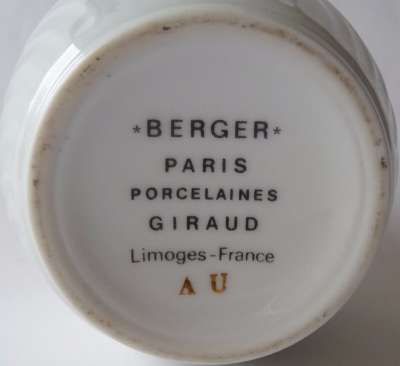 *BERGER*
PARIS
PORCELAINES
GIRAUD
Limoges-France
A U